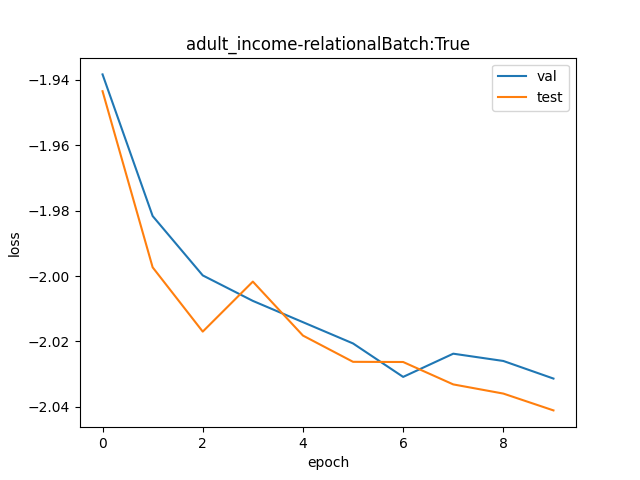 adult_income-relationalBatch:True
val
test
loss
−1.94
−1.96
−1.98
−2.00
−2.02
−2.04
0 2 4 6 8
epoch